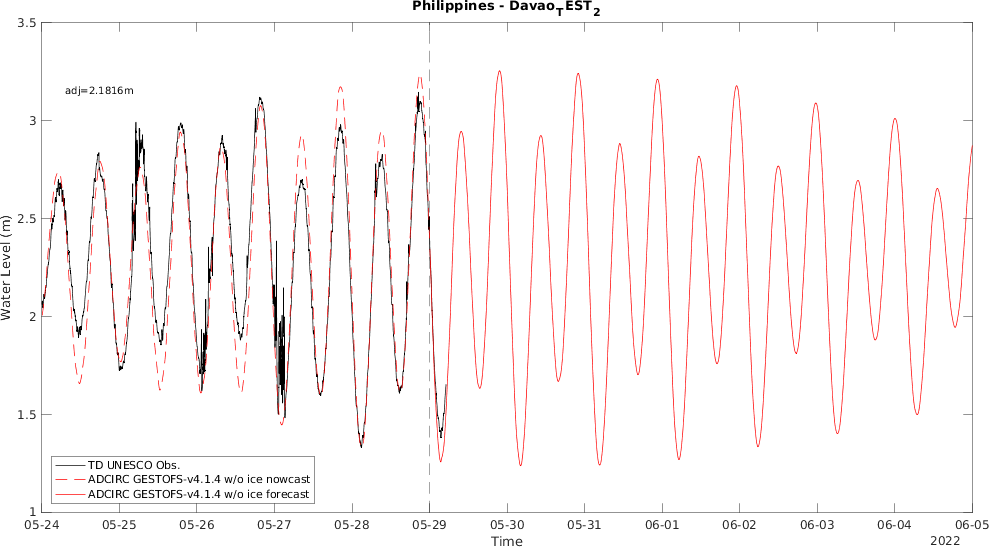 Philippines - Davao_TEST_2
adj=2.1816m
3.5
3
2.5
2
1.5
1
Water Level (m)
TD UNESCO Obs.
ADCIRC GESTOFS-v4.1.4 w/o ice nowcast
ADCIRC GESTOFS-v4.1.4 w/o ice forecast
05-24 05-25 05-26 05-27 05-28 05-29 05-30 05-31 06-01 06-02 06-03 06-04 06-05
Time
2022